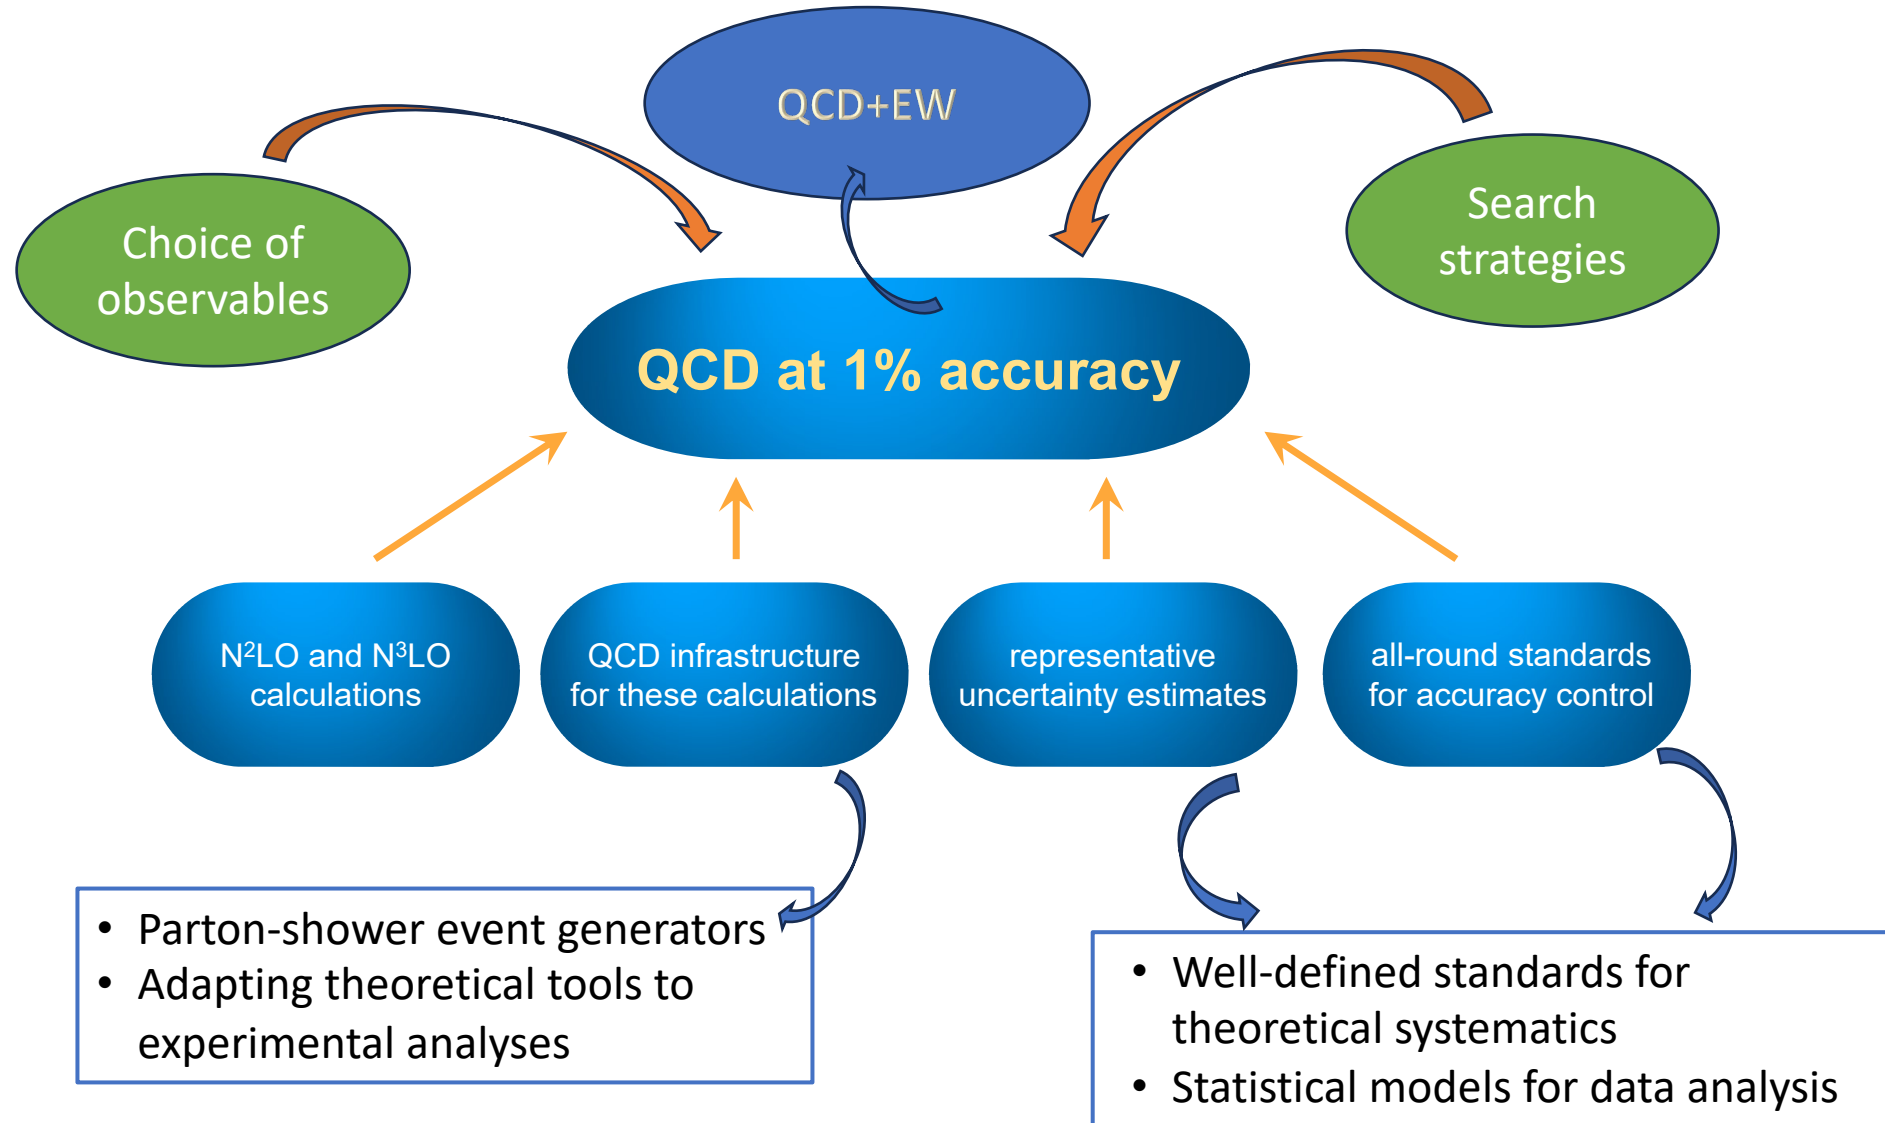 QCD+EW
Choice of
observables
Search
strategies
QCD at 1% accuracy
N²LO and N³LO
calculations
QCD infrastructure
for these calculations
representative
uncertainty estimates
all-round standards
for accuracy control
• Parton-shower event generators
• Adapting theoretical tools to
experimental analyses
• Well-defined standards for
theoretical systematics
• Statistical models for data analysis